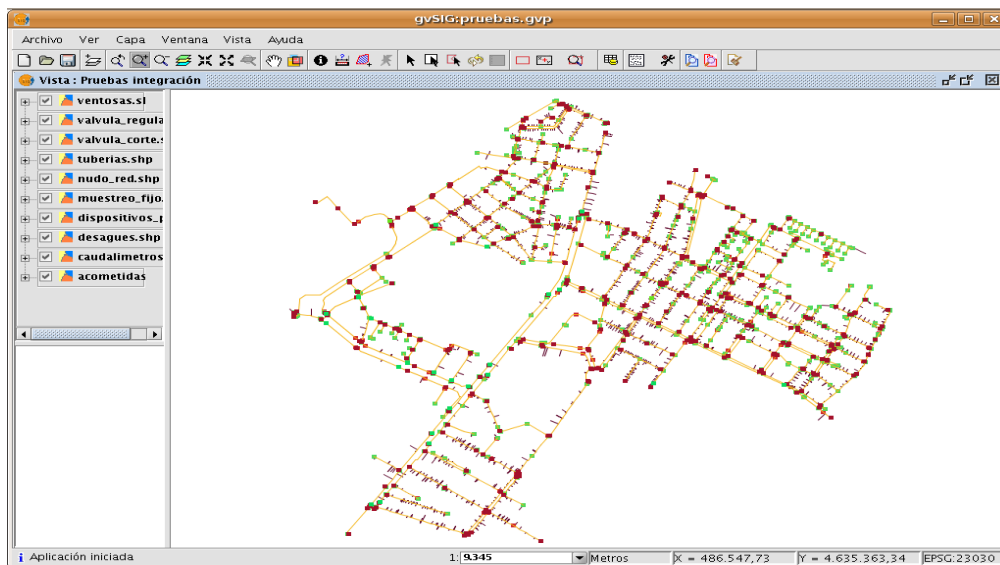 gvSIG:pruebas.gvp
Archivo Ver Capa Ventana Vista Ayuda
Vista : Pruebas integración
ventosas.sl
valvula_regula
valvula_corte.s
tuberias.shp
nudo_red.shp
muestreo_fijo.
dispositivos_p
desagues.shp
caudalimetros
acometidas
Aplicación iniciada
1: 9.345
Metros
X = 486.547,73
Y = 4.635.363,34
EPSG:23030